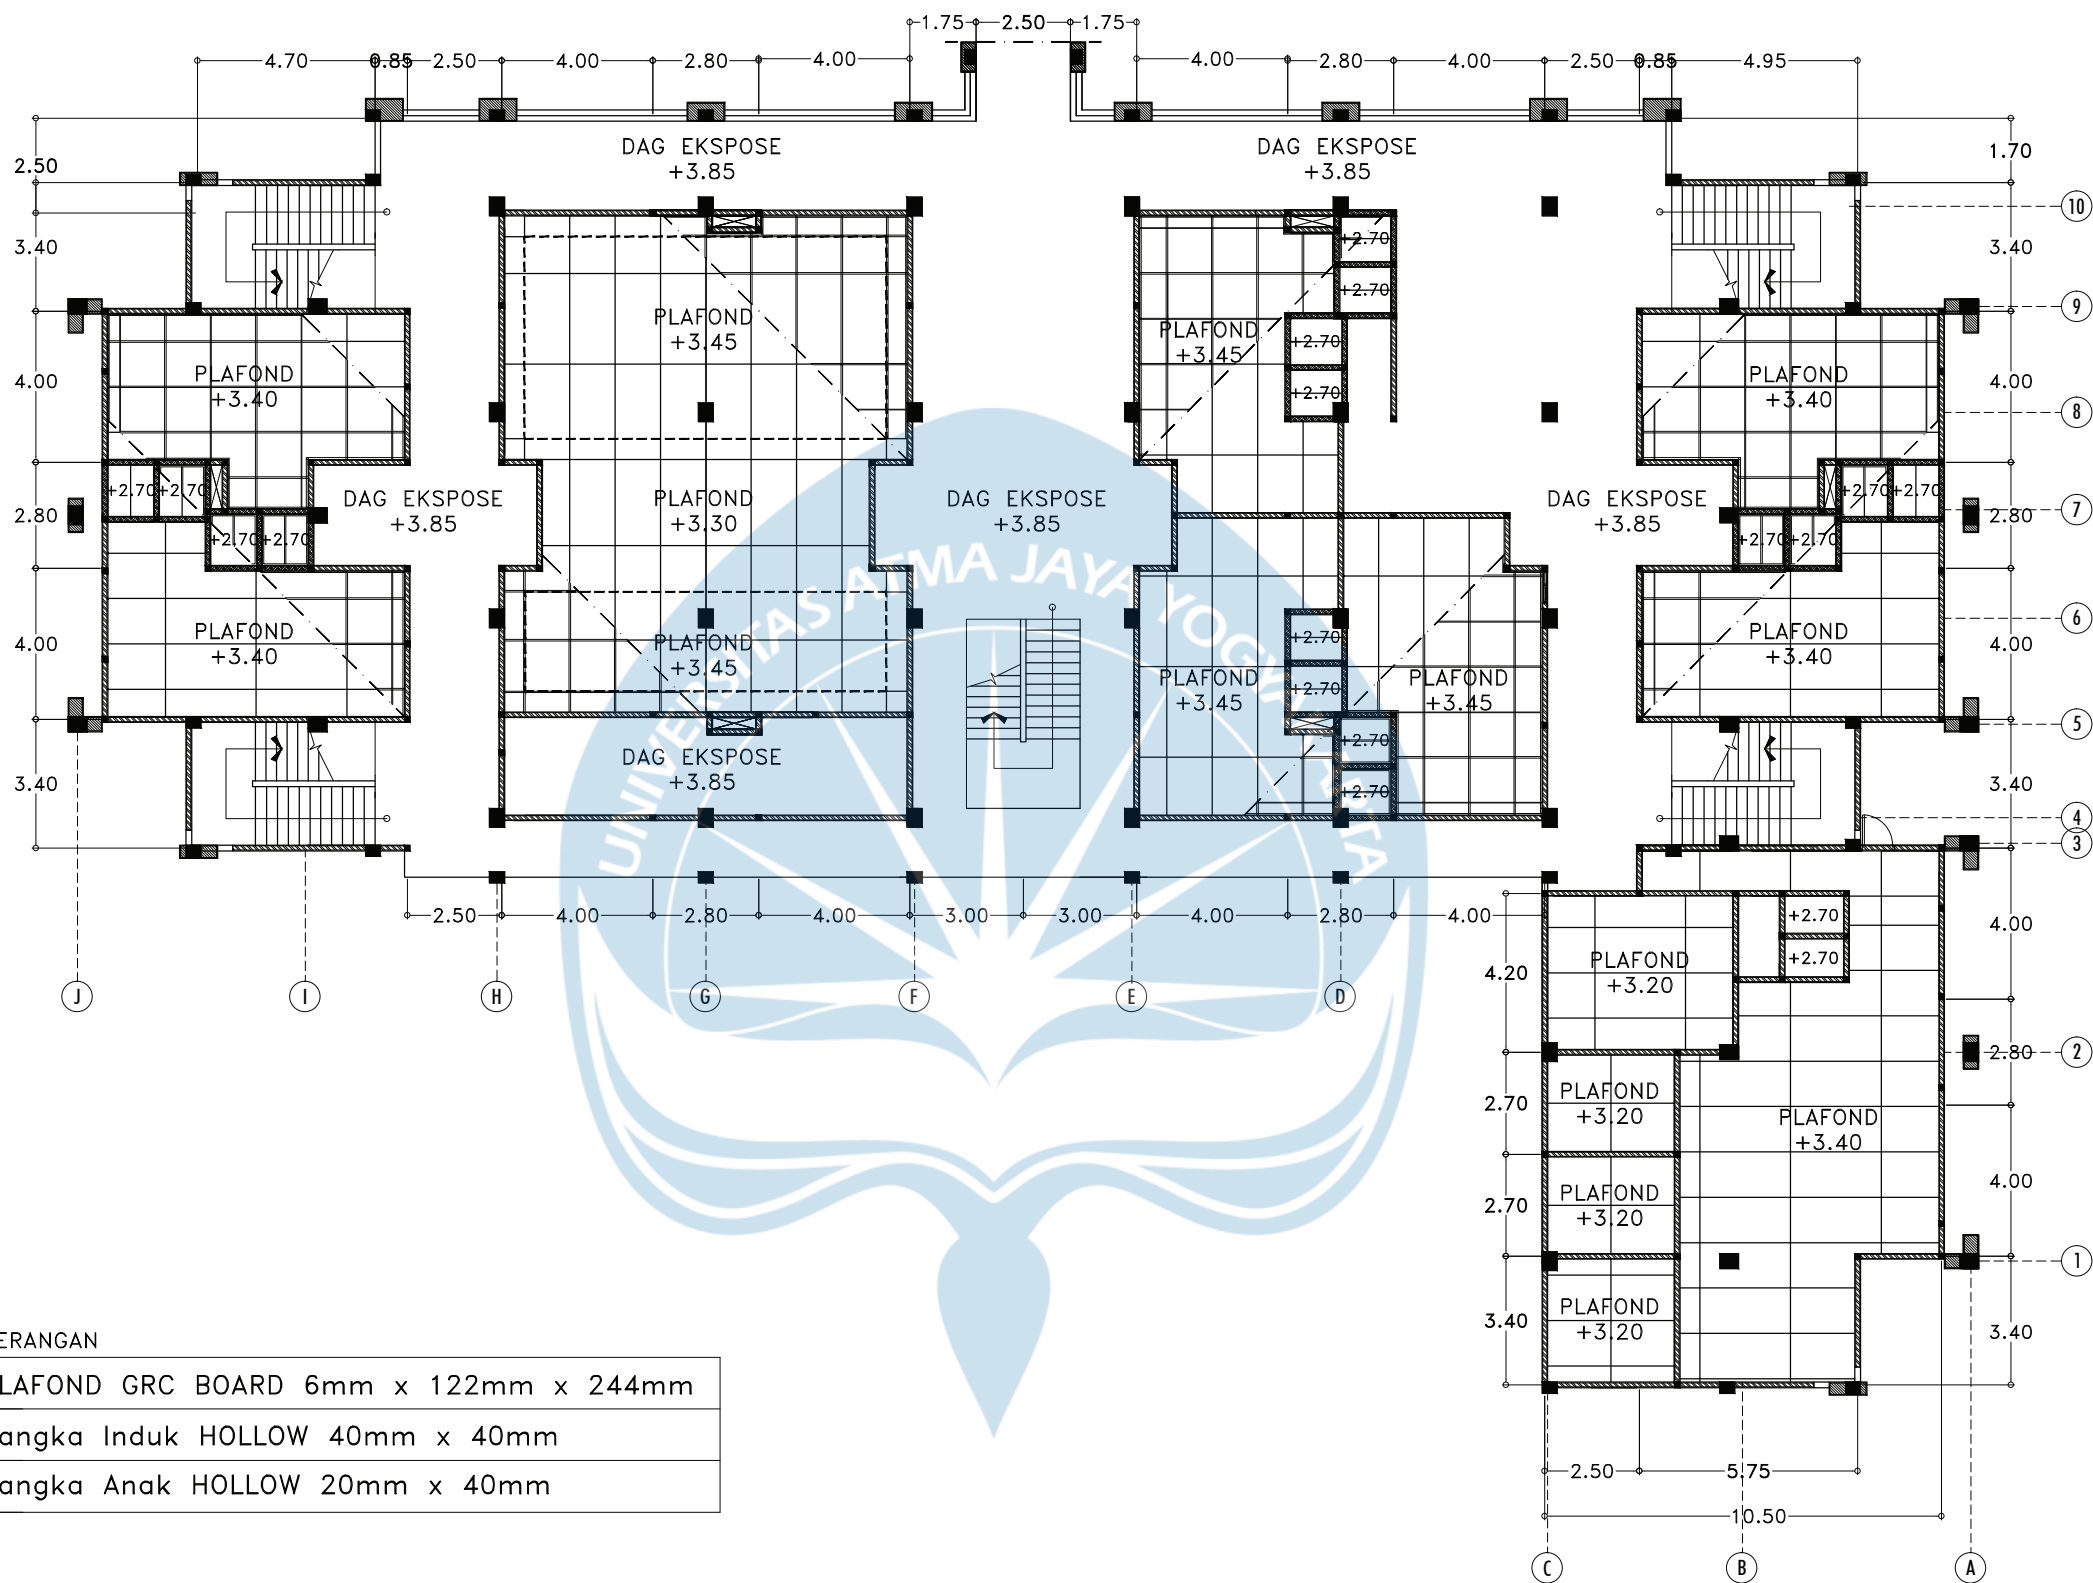 1.75 2.50 1.75
4.70 0.85 2.50 4.00 2.80 4.00 4.00 2.80 4.00 2.50 0.85 4.95
DAG EKSPOSE
+3.85
DAG EKSPOSE
+3.85
2.50
1.70
10
3.40
3.40
+2.70
+2.70
9
PLAFOND
+3.45
PLAFOND
+3.45
+2.70
4.00
PLAFOND
+3.40
PLAFOND
+3.40
4.00
+2.70
8
+2.70
+2.70
+2.70
+2.70
DAG EKSPOSE
+3.85
PLAFOND
+3.30
DAG EKSPOSE
+3.85
DAG EKSPOSE
+3.85
2.80
2.80
7
+2.70
+2.70
+2.70
+2.70
UNIVERSITAS ATMA JAYA YOGYAKARTA
6
4.00
PLAFOND
+3.40
PLAFOND
+3.45
+2.70
PLAFOND
+3.40
4.00
+2.70
PLAFOND
+3.45
PLAFOND
+3.45
5
+2.70
DAG EKSPOSE
+3.85
3.40
3.40
+2.70
4
3
2.50 4.00 2.80 4.00 3.00 3.00 4.00 2.80 4.00
+2.70
4.00
+2.70
4.20
PLAFOND
+3.20
J I H G F E D
2.80
2
2.70
PLAFOND
+3.20
PLAFOND
+3.40
4.00
2.70
PLAFOND
+3.20
1
3.40
PLAFOND
+3.20
3.40
ERANGAN
LAFOND GRC BOARD 6mm x 122mm x 244mm
angka Induk HOLLOW 40mm x 40mm
angka Anak HOLLOW 20mm x 40mm
2.50 5.75
10.50
C B A